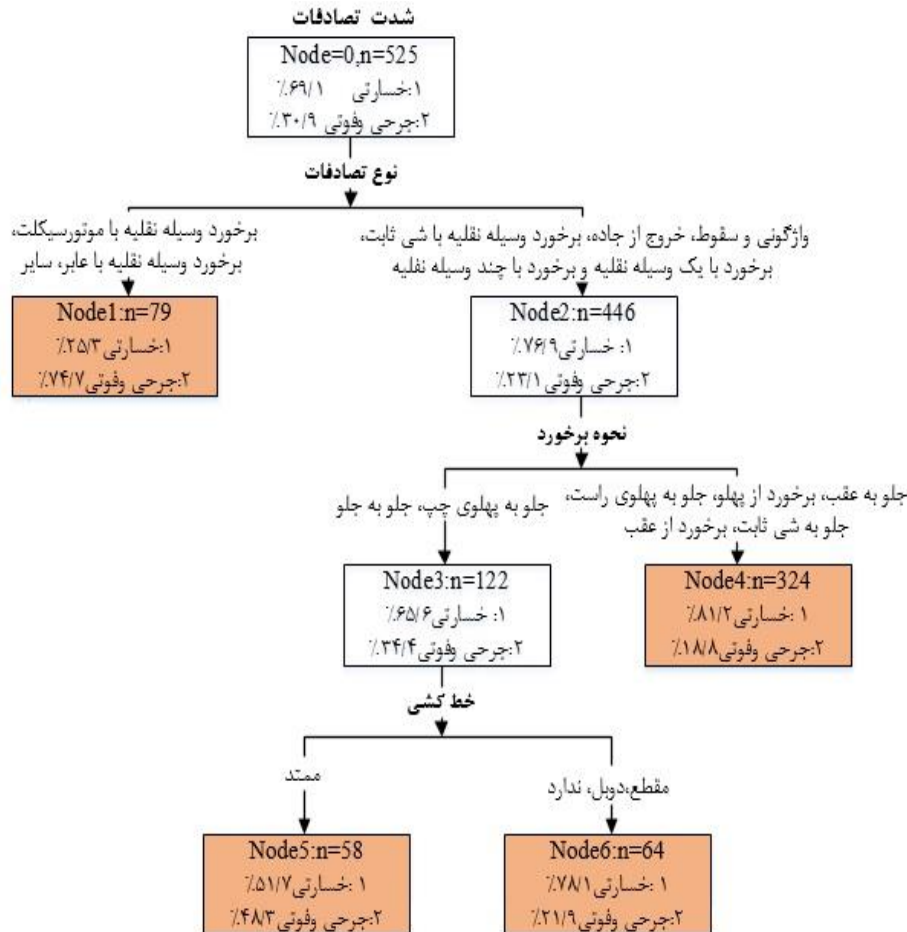 شدت تصادفات
Node=0,n=525
۱:خسارتی ۶۹/۱٪
۲:جرحی وفوتی ۳۰/۹٪
نوع تصادفات
برخورد وسیله نقلیه با موتورسیکلت،
برخورد وسیله نقلیه با عابر، سایر
واژگونی و سقوط، خروج از جاده، برخورد وسیله نقلیه با شی ثابت،
برخورد با یک وسیله نقلیه و برخورد با چند وسیله نفلیه
Node1:n=79
۱:خسارتی۲۵/۳٪
۲:جرحی وفوتی۷۴/۷٪
Node2:n=446
۱: خسارتی۷۶/۹٪
۲:جرحی وفوتی۲۳/۱٪
نحوه برخورد
جلو به پهلوی چپ، جلو به جلو
جلو به عقب، برخورد از پهلو، جلو به پهلوی راست،
جلو به شی ثابت، برخورد از عقب
Node3:n=122
۱: خسارتی۶۵/۶٪
۲:جرحی وفوتی۳۴/۴٪
Node4:n=324
۱ :خسارتی۸۱/۲٪
۲:جرحی وفوتی۱۸/۸٪
خط کشی
ممتد
مقطع،دوبل، ندارد
Node5:n=58
۱ :خسارتی۵۱/۷٪
۲:جرحی وفوتی۴۸/۳٪
Node6:n=64
۱ :خسارتی۷۸/۱٪
۲:جرحی وفوتی۲۱/۹٪